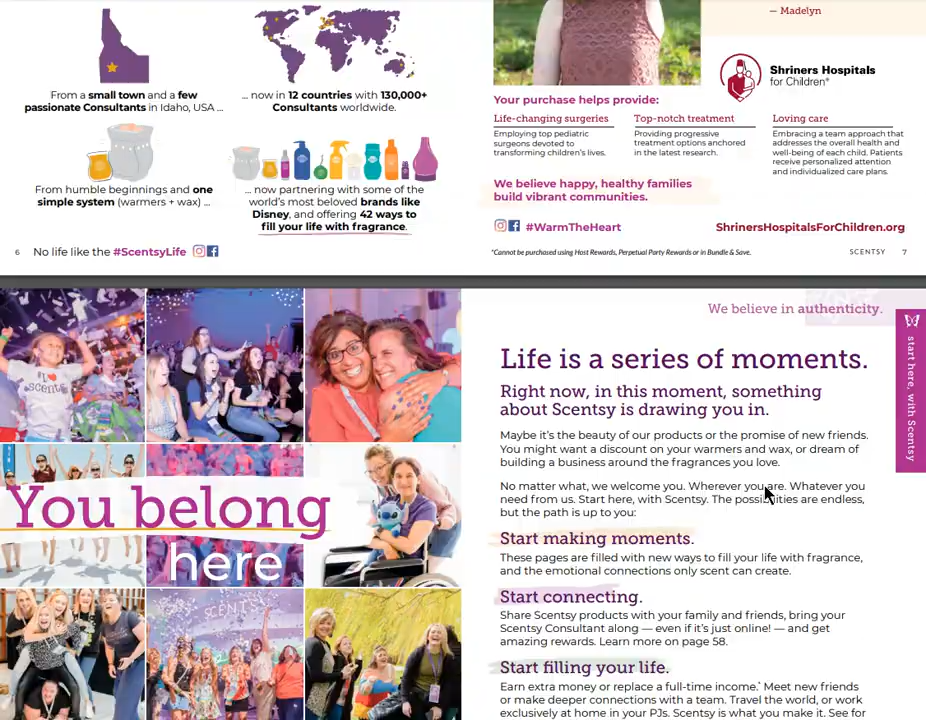 From a small town and a few
passionate Consultants in Idaho, USA ...
... now in 12 countries with 130,000+
Consultants worldwide.
From humble beginnings and one
simple system (warmers + wax) ...
... now partnering with some of the
world's most beloved brands like
Disney, and offering 42 ways to
fill your life with fragrance.
6 No life like the #ScentsyLife
— Madelyn
Shriners Hospitals
for Children®
Your purchase helps provide:
Life-changing surgeries
Employing top pediatric
surgeons devoted to
transforming children's lives.
Top-notch treatment
Providing progressive
treatment options anchored
in the latest research.
Loving care
Embracing a team approach that
addresses the overall health and
well-being of each child. Patients
receive personalized attention
and individualized care plans.
We believe happy, healthy families
build vibrant communities.
#WarmTheHeart
ShrinersHospitalsForChildren.org
*Cannot be purchased using Host Rewards, Perpetual Party Rewards or in Bundle & Save.
SCENTSY 7
I
scents
SCENTS
You belong
here
We believe in authenticity.
start here, with Scentsy
Life is a series of moments.
Right now, in this moment, something
about Scentsy is drawing you in.
Maybe it's the beauty of our products or the promise of new friends.
You might want a discount on your warmers and wax, or dream of
building a business around the fragrances you love.
No matter what, we welcome you. Wherever you are. Whatever you
need from us. Start here, with Scentsy. The possibilities are endless,
but the path is up to you:
Start making moments.
These pages are filled with new ways to fill your life with fragrance,
and the emotional connections only scent can create.
Start connecting.
Share Scentsy products with your family and friends, bring your
Scentsy Consultant along — even if it's just online! — and get
amazing rewards. Learn more on page 58.
Start filling your life.
Earn extra money or replace a full-time income.* Meet new friends
or make deeper connections with a team. Travel the world, or work
exclusively at home in your PJs. Scentsy is what you make it. See for